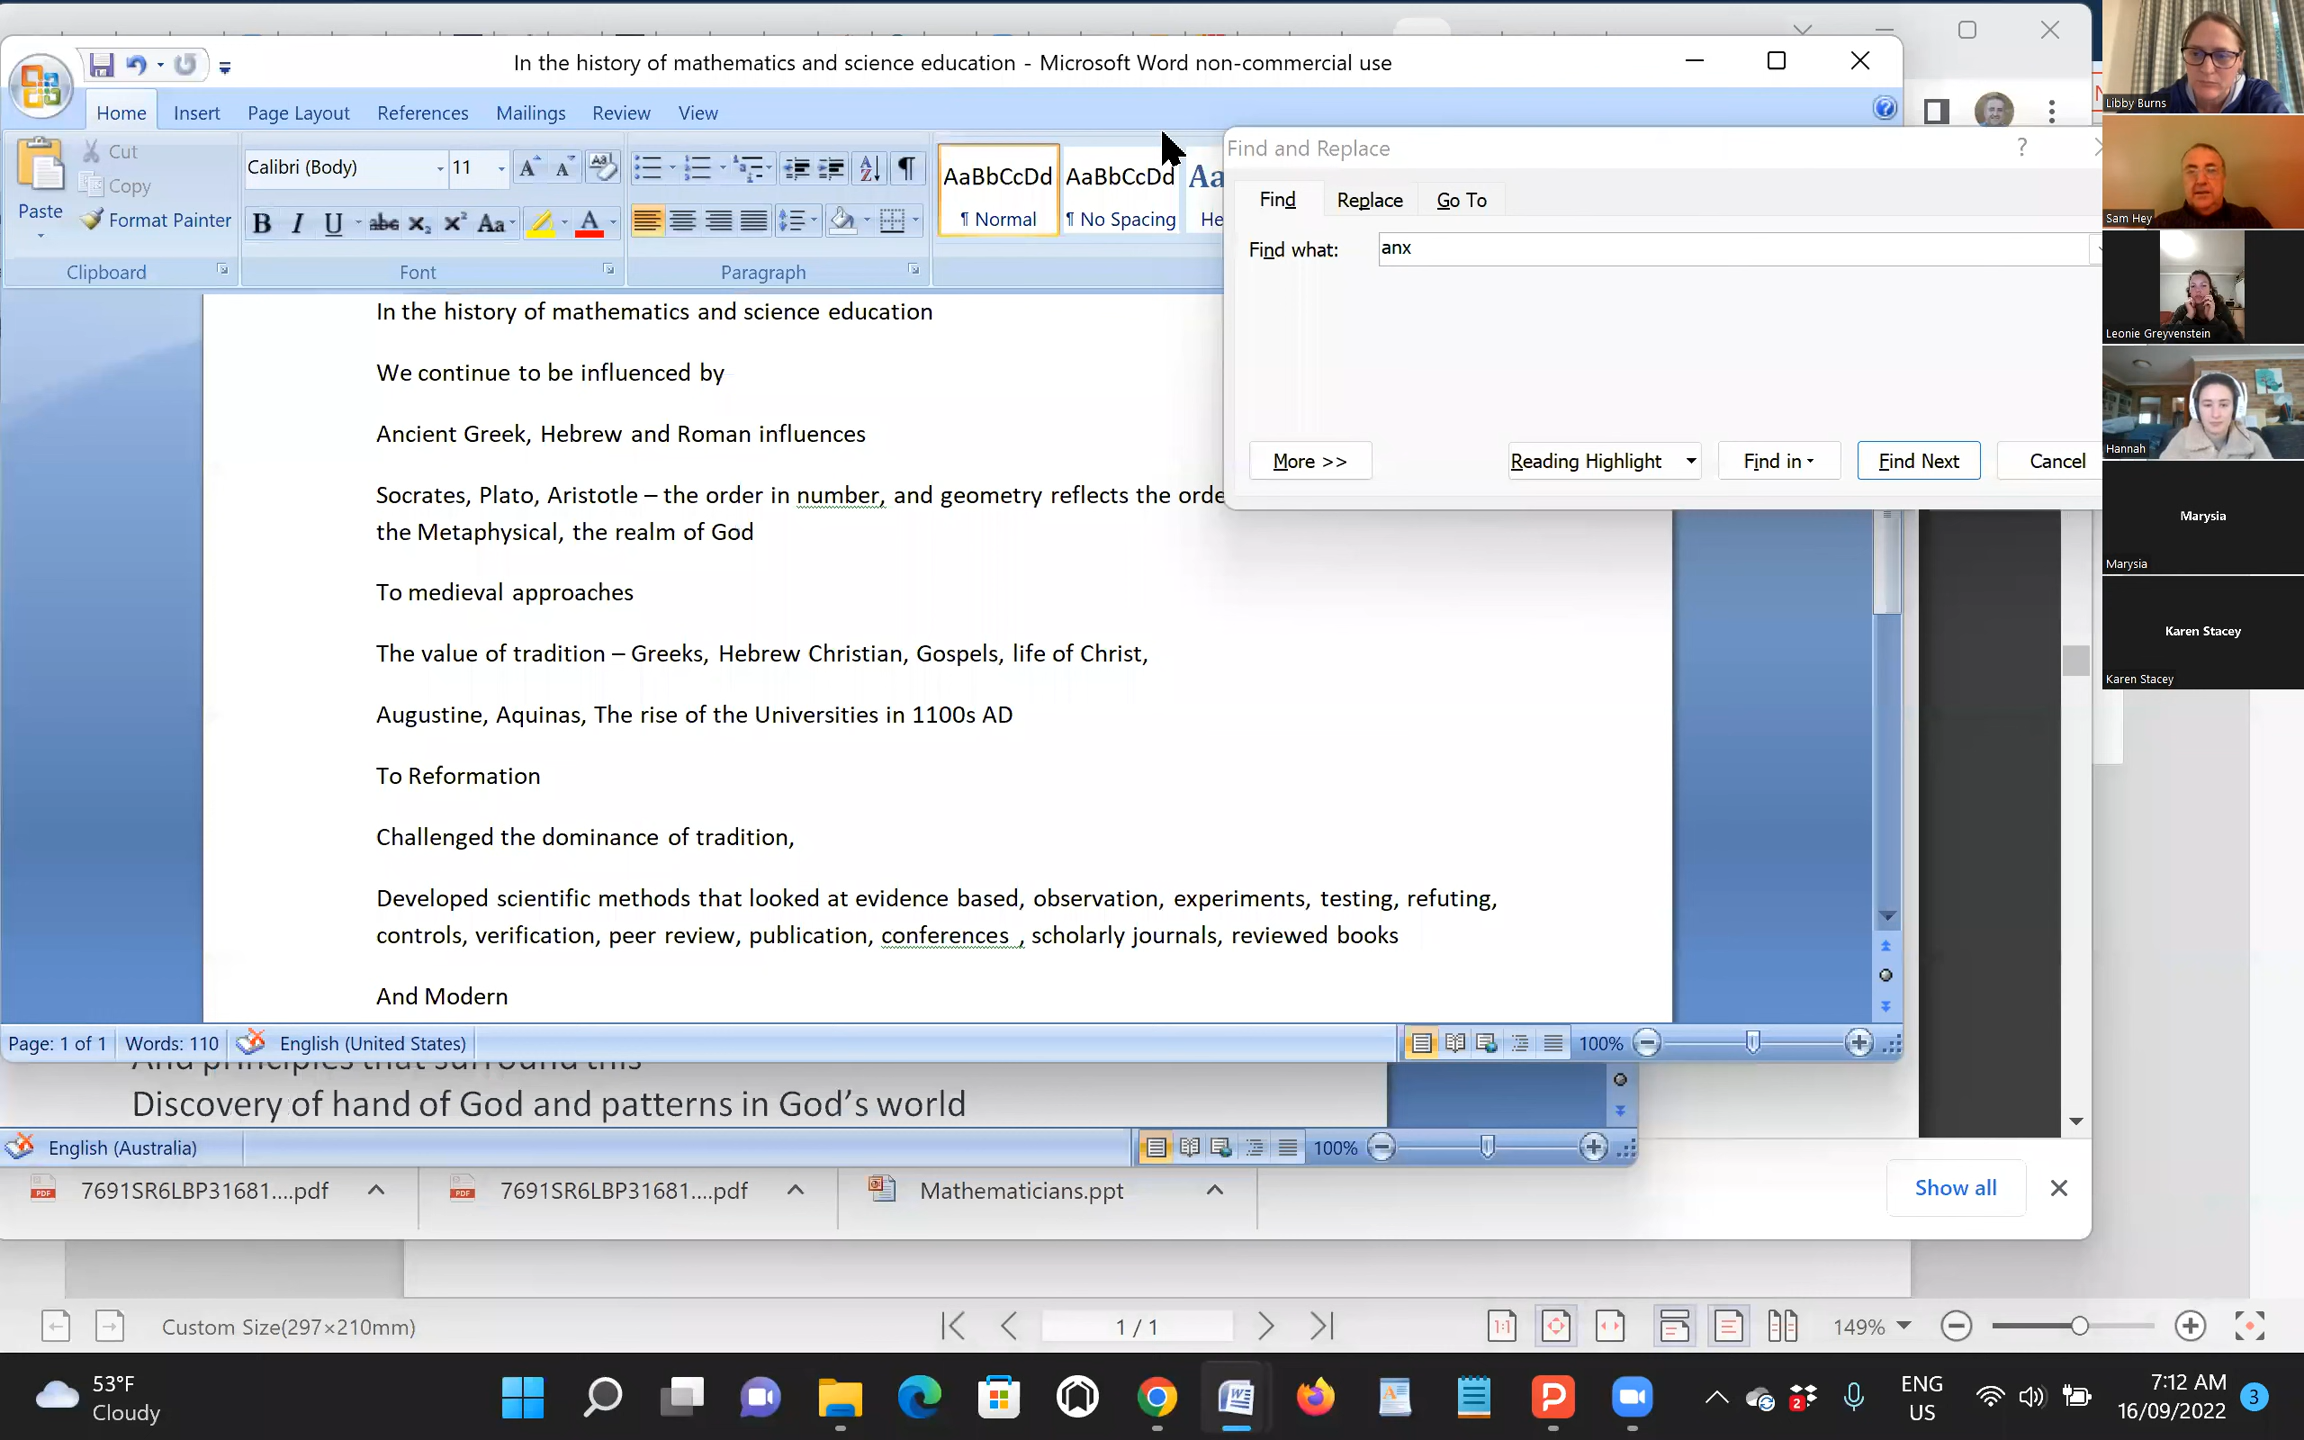 In the history of mathematics and science education - Microsoft Word non-commercial use
Home Insert Page Layout References Mailings Review View
Paste
Cut
Copy
Format Painter
Clipboard
Calibri (Body) 11
Font
Paragraph
AaBbCcDd AaBbCcDd Aa
¶ Normal ¶ No Spacing He
Find and Replace
Find Replace Go To
Find what: anx
More >> Reading Highlight Find in Find Next Cancel
In the history of mathematics and science education
We continue to be influenced by
Ancient Greek, Hebrew and Roman influences
Socrates, Plato, Aristotle – the order in number, and geometry reflects the orde
the Metaphysical, the realm of God
To medieval approaches
The value of tradition – Greeks, Hebrew Christian, Gospels, life of Christ,
Augustine, Aquinas, The rise of the Universities in 1100s AD
To Reformation
Challenged the dominance of tradition,
Developed scientific methods that looked at evidence based, observation, experiments, testing, refuting,
controls, verification, peer review, publication, conferences , scholarly journals, reviewed books
And Modern
Page: 1 of 1 Words: 110 English (United States) 100%
And principles that surround this
Discovery of hand of God and patterns in God's world
English (Australia) 100%
7691SR6LBP31681....pdf 7691SR6LBP31681....pdf Mathematicians.ppt Show all
Custom Size(297×210mm) 1 / 1 149%
53°F
Cloudy
ENG
US
7:12 AM
16/09/2022
3
Libby Burns
Sam Hey
Leonie Greyvenstein
Hannah
Marysia
Marysia
Karen Stacey
Karen Stacey